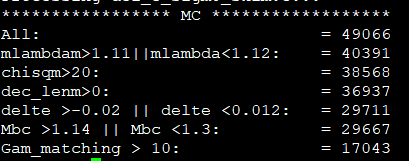 ***************** MC ******************
All: = 49066
mlambdam>1.11||mlambda<1.12: = 40391
chisqm>20: = 38568
dec_lenm>0: = 36937
delte >-0.02 || delte <0.012: = 29711
Mbc >1.14 || Mbc <1.3: = 29667
Gam_matching > 10: = 17043